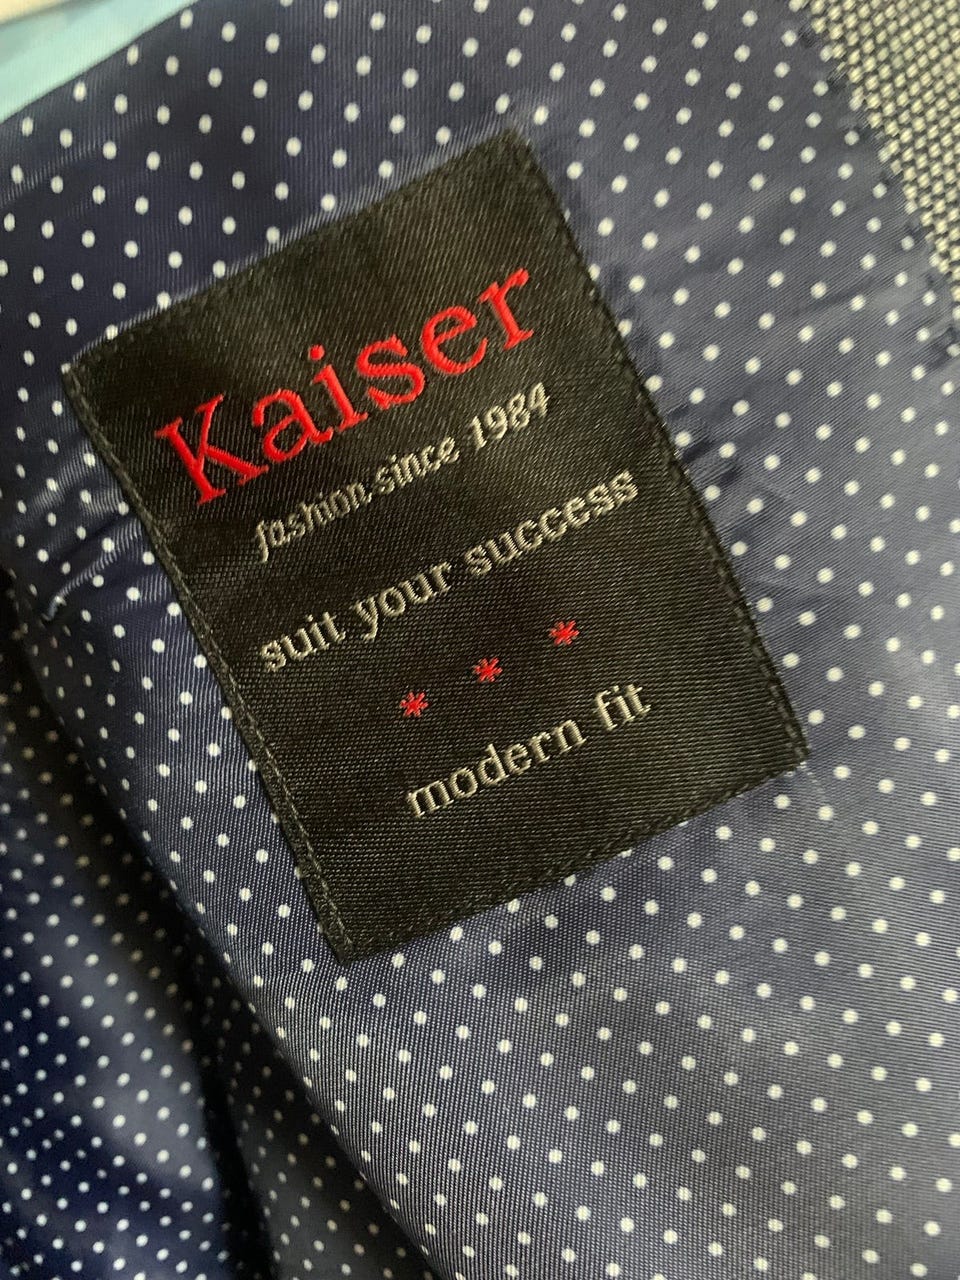 Kaiser
fashion since 1984
suit your success
* * *
modern fit